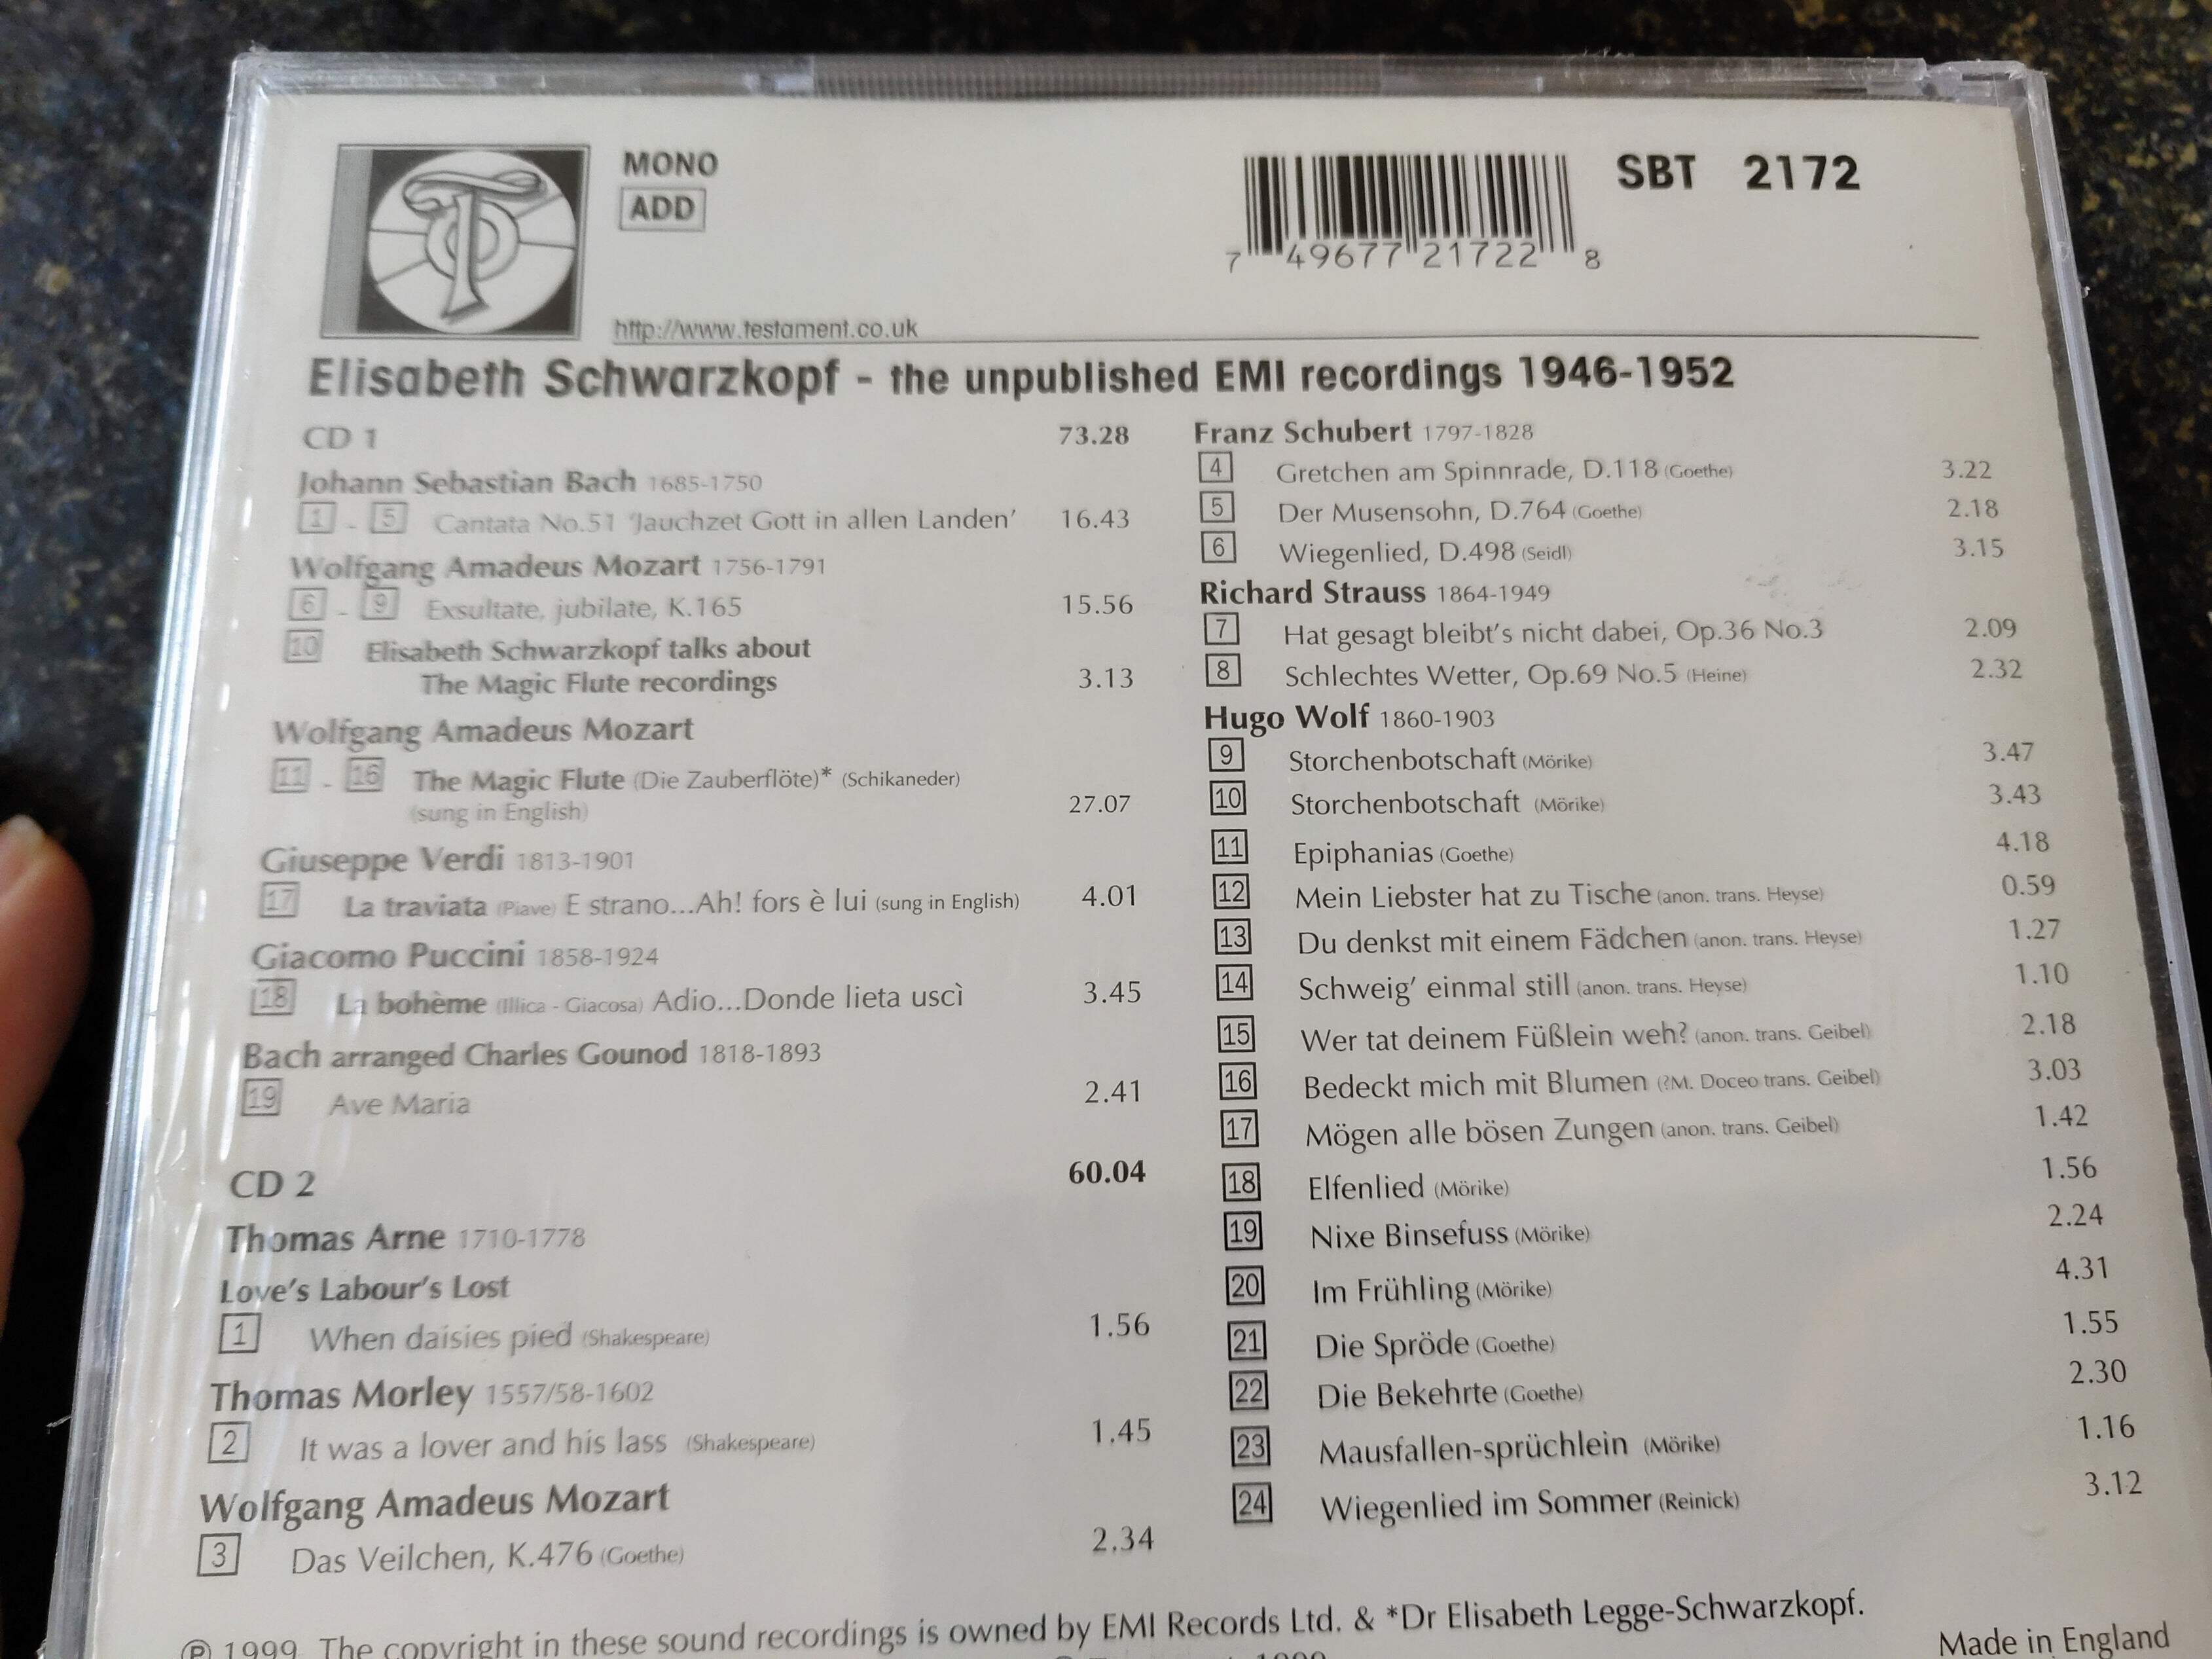 MONO
ADD
7 49677 21722 8
SBT 2172
http://www.testament.co.uk
Elisabeth Schwarzkopf - the unpublished EMI recordings 1946-1952
CD 1 73.28
Johann Sebastian Bach 1685-1750
1 - 5 Cantata No.51 'Jauchzet Gott in allen Landen' 16.43
Wolfgang Amadeus Mozart 1756-1791
6 - 9 Exsultate, jubilate, K.165 15.56
10 Elisabeth Schwarzkopf talks about
The Magic Flute recordings 3.13
Wolfgang Amadeus Mozart
11 - 16 The Magic Flute (Die Zauberflöte)* (Schikaneder)
(sung in English) 27.07
Giuseppe Verdi 1813-1901
17 La traviata (Piave) E strano...Ah! fors è lui (sung in English) 4.01
Giacomo Puccini 1858-1924
18 La bohème (Illica - Giacosa) Adio...Donde lieta uscì 3.45
Bach arranged Charles Gounod 1818-1893
19 Ave Maria 2.41
CD 2 60.04
Thomas Arne 1710-1778
Love's Labour's Lost
1 When daisies pied (Shakespeare) 1.56
Thomas Morley 1557/58-1602
2 It was a lover and his lass (Shakespeare) 1.45
Wolfgang Amadeus Mozart
3 Das Veilchen, K.476 (Goethe) 2.34
Franz Schubert 1797-1828
4 Gretchen am Spinnrade, D.118 (Goethe) 3.22
5 Der Musensohn, D.764 (Goethe) 2.18
6 Wiegenlied, D.498 (Seidl) 3.15
Richard Strauss 1864-1949
7 Hat gesagt bleibt's nicht dabei, Op.36 No.3 2.09
8 Schlechtes Wetter, Op.69 No.5 (Heine) 2.32
Hugo Wolf 1860-1903
9 Storchenbotschaft (Mörike) 3.47
10 Storchenbotschaft (Mörike) 3.43
11 Epiphanias (Goethe) 4.18
12 Mein Liebster hat zu Tische (anon. trans. Heyse) 0.59
13 Du denkst mit einem Fädchen (anon. trans. Heyse) 1.27
14 Schweig' einmal still (anon. trans. Heyse) 1.10
15 Wer tat deinem Füßlein weh? (anon. trans. Geibel) 2.18
16 Bedeckt mich mit Blumen (?M. Doceo trans. Geibel) 3.03
17 Mögen alle bösen Zungen (anon. trans. Geibel) 1.42
18 Elfenlied (Mörike) 1.56
19 Nixe Binsefuss (Mörike) 2.24
20 Im Frühling (Mörike) 4.31
21 Die Spröde (Goethe) 1.55
22 Die Bekehrte (Goethe) 2.30
23 Mausfallen-sprüchlein (Mörike) 1.16
24 Wiegenlied im Sommer (Reinick) 3.12
℗ 1999 The copyright in these sound recordings is owned by EMI Records Ltd. & *Dr Elisabeth Legge-Schwarzkopf.
Made in England